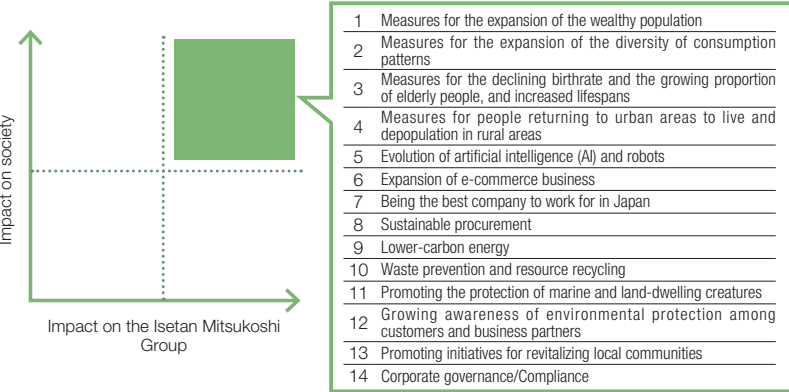 Impact on society
Impact on the Isetan Mitsukoshi
Group
1 Measures for the expansion of the wealthy population
2 Measures for the expansion of the diversity of consumption
patterns
3 Measures for the declining birthrate and the growing proportion
of elderly people, and increased lifespans
4 Measures for people returning to urban areas to live and
depopulation in rural areas
5 Evolution of artificial intelligence (AI) and robots
6 Expansion of e-commerce business
7 Being the best company to work for in Japan
8 Sustainable procurement
9 Lower-carbon energy
10 Waste prevention and resource recycling
11 Promoting the protection of marine and land-dwelling creatures
12 Growing awareness of environmental protection among
customers and business partners
13 Promoting initiatives for revitalizing local communities
14 Corporate governance/Compliance